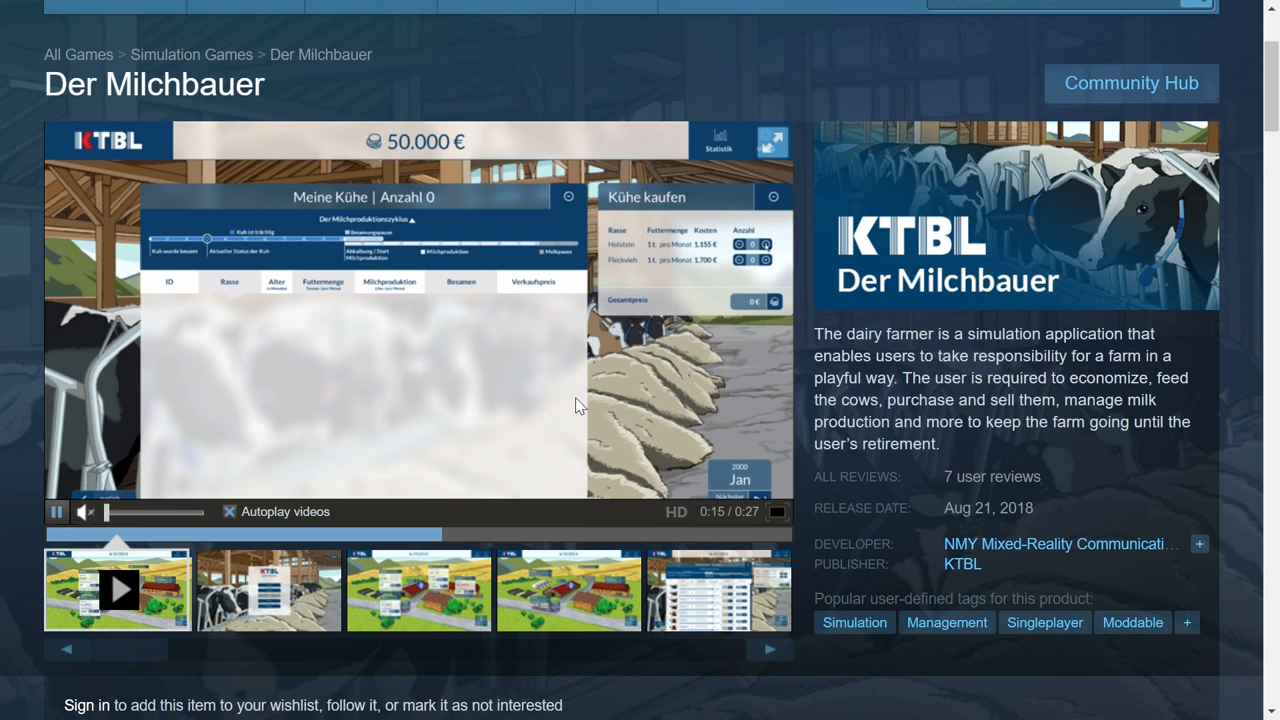 All Games > Simulation Games > Der Milchbauer
Der Milchbauer
Community Hub
KTBL
50.000 €
Statistik
Meine Kühe | Anzahl 0
Der Milchproduktionszyklus
Kuh ist trächtig
Besamungspause
Kuh wurde besamt
Aktueller Status der Kuh
Abkalbung / Start
Milchproduktion
Milchproduktion
Melkpause
ID Rasse Alter Futtermenge Milchproduktion Besamen Verkaufspreis
Kühe kaufen
Rasse Futtermenge Kosten Anzahl
Holstein 1 t. pro Monat 1.155 € 0
Fleckvieh 1 t. pro Monat 1.700 € 0
Gesamtpreis 0 €
2000
Jan
Autoplay videos
HD 0:15 / 0:27
KTBL
Der Milchbauer
The dairy farmer is a simulation application that
enables users to take responsibility for a farm in a
playful way. The user is required to economize, feed
the cows, purchase and sell them, manage milk
production and more to keep the farm going until the
user's retirement.
ALL REVIEWS: 7 user reviews
RELEASE DATE: Aug 21, 2018
DEVELOPER: NMY Mixed-Reality Communicati... +
PUBLISHER: KTBL
Popular user-defined tags for this product:
Simulation Management Singleplayer Moddable +
Sign in to add this item to your wishlist, follow it, or mark it as not interested